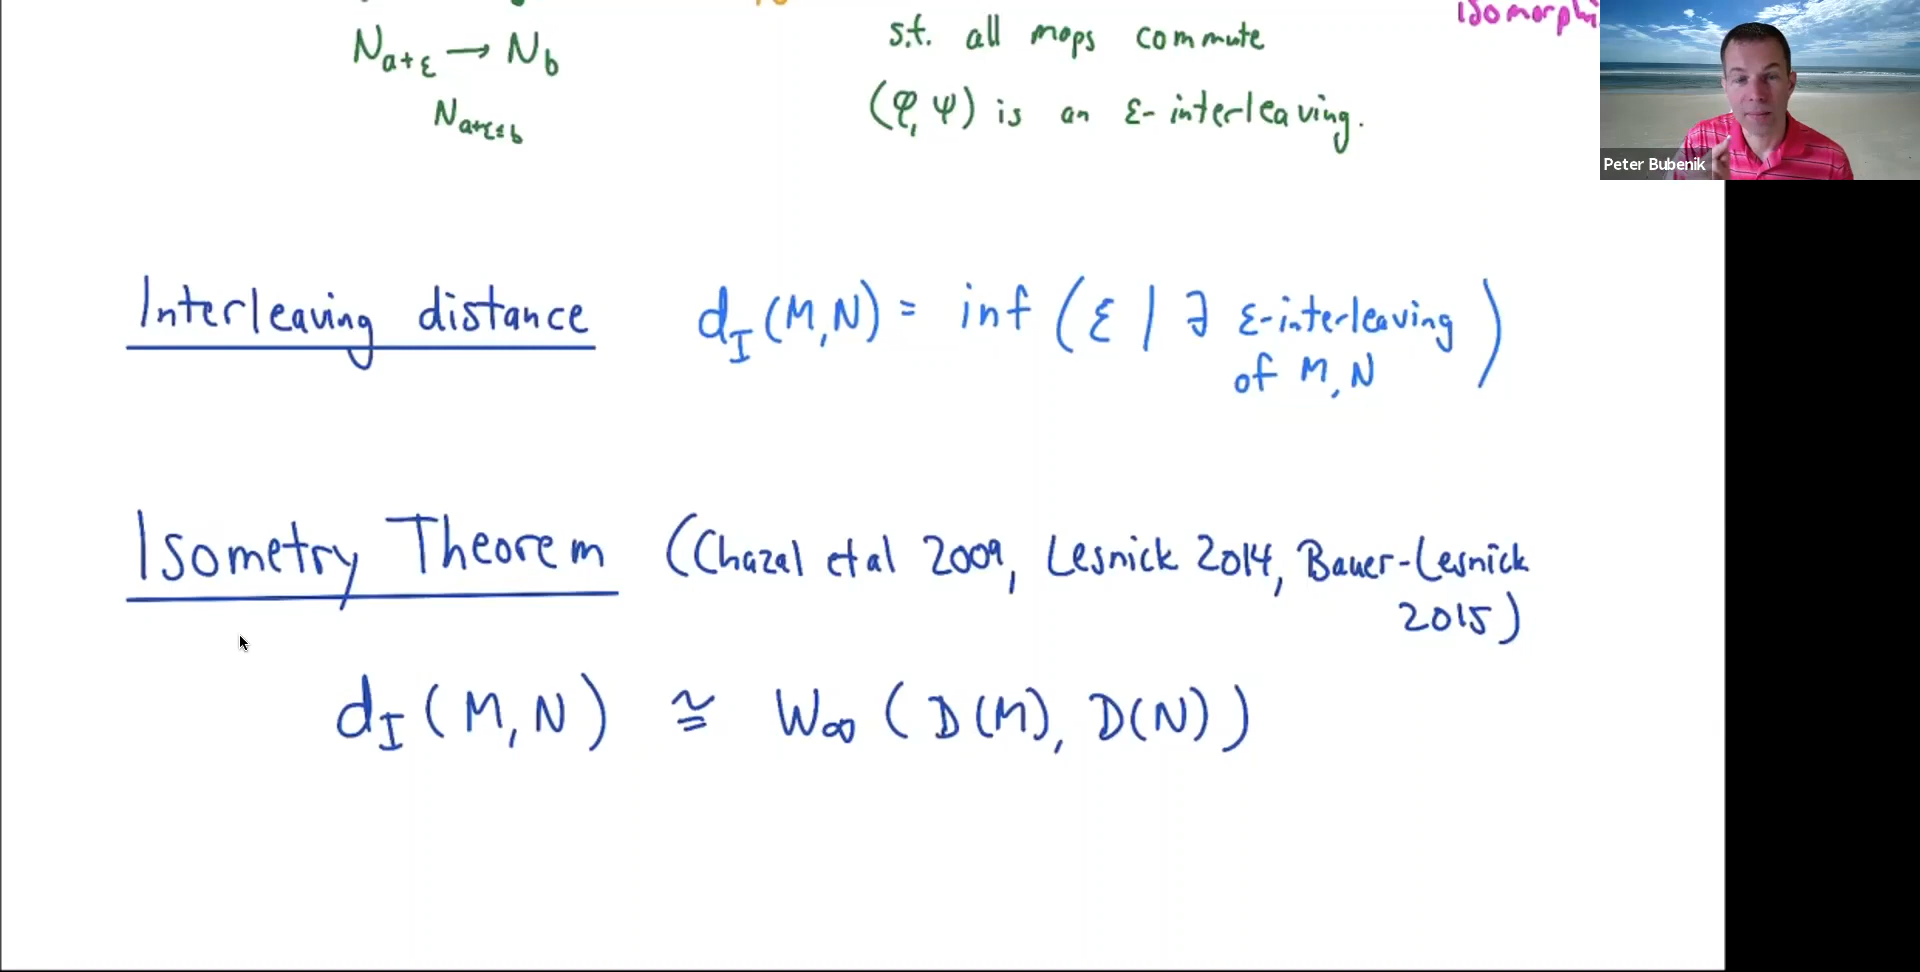 N_{a+ε} → N_b
N_{a+ε≤b}
s.t. all maps commute
(φ, ψ) is an ε-interleaving.
Peter Bubenik
Interleaving distance d_I(M,N) = inf (ε | ∃ ε-interleaving
of M, N)
Isometry Theorem (Chazal et al 2009, Lesnick 2014, Bauer-Lesnick
2015)
d_I(M,N) ≅ W_∞(D(M), D(N))